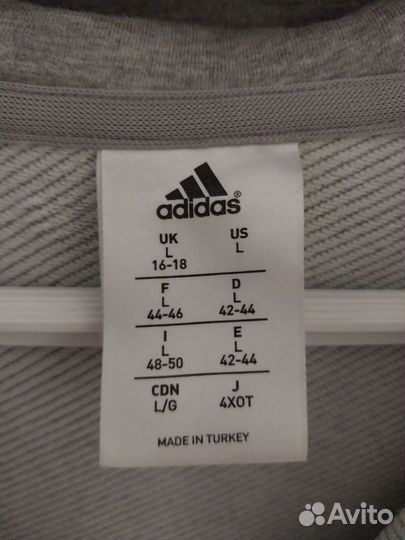 adidas®
UK US
L L
16-18
F D
L L
44-46 42-44
I E
L L
48-50 42-44
CDN J
L/G 4XOT
MADE IN TURKEY
Avito